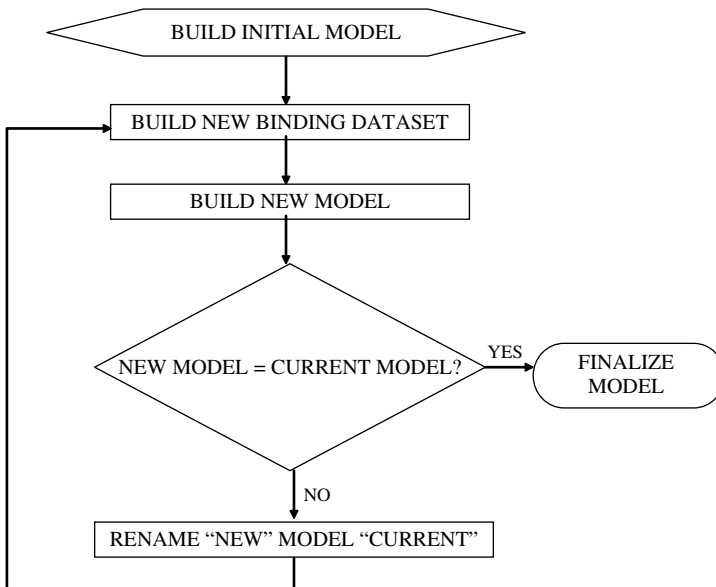 BUILD INITIAL MODEL
BUILD NEW BINDING DATASET
BUILD NEW MODEL
NEW MODEL = CURRENT MODEL?
YES
FINALIZE
MODEL
NO
RENAME “NEW” MODEL “CURRENT”